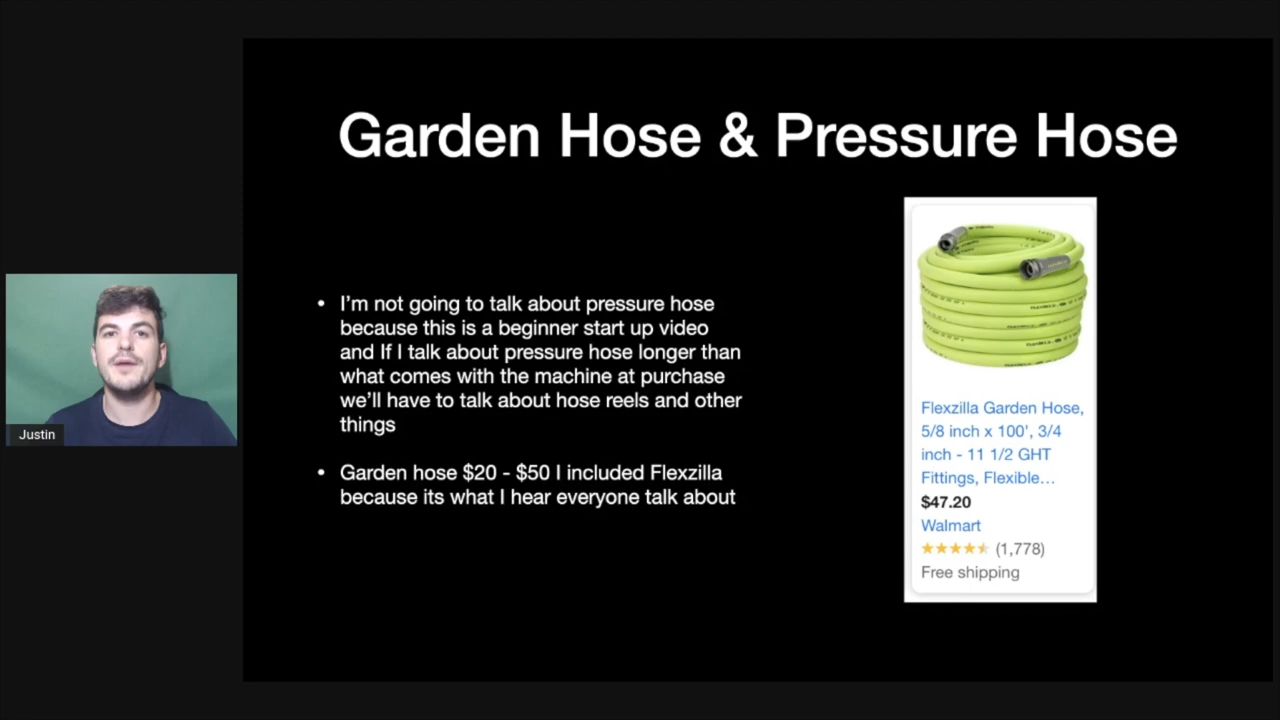 Garden Hose & Pressure Hose
• I’m not going to talk about pressure hose
because this is a beginner start up video
and If I talk about pressure hose longer than
what comes with the machine at purchase
we’ll have to talk about hose reels and other
things
• Garden hose $20 - $50 I included Flexzilla
because its what I hear everyone talk about
Flexzilla Garden Hose,
5/8 inch x 100', 3/4
inch - 11 1/2 GHT
Fittings, Flexible…
$47.20
Walmart
(1,778)
Free shipping
Justin